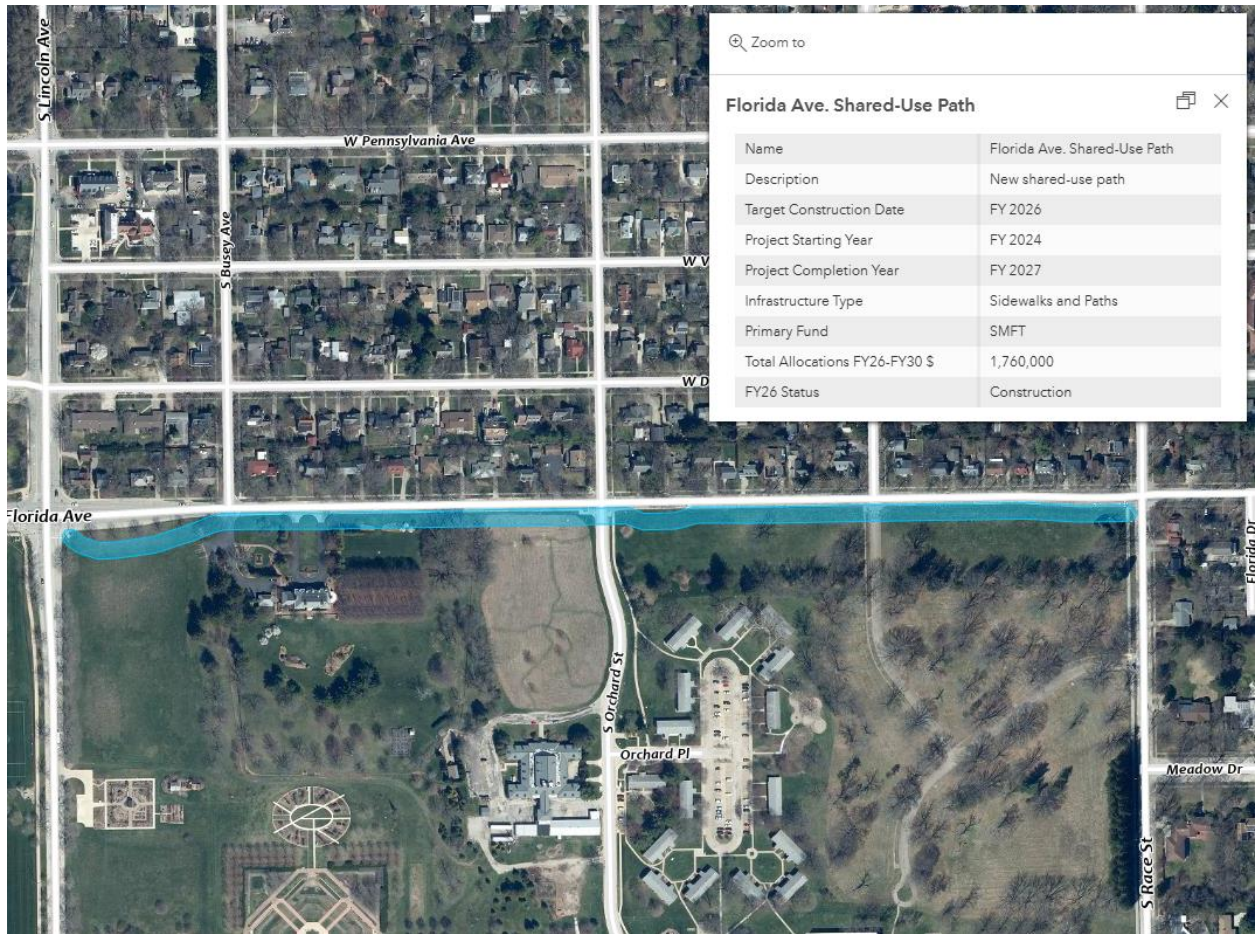 Zoom to
Florida Ave. Shared-Use Path
Name Florida Ave. Shared-Use Path
Description New shared-use path
Target Construction Date FY 2026
Project Starting Year FY 2024
Project Completion Year FY 2027
Infrastructure Type Sidewalks and Paths
Primary Fund SMFT
Total Allocations FY26-FY30 $ 1,760,000
FY26 Status Construction
S Lincoln Ave
W Pennsylvania Ave
S Busey Ave
W V
W D
Florida Ave
Florida Dr
S Orchard St
Orchard Pl
Meadow Dr
S Race St